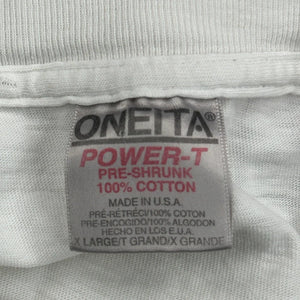 ONEITA®
POWER-T
PRE-SHRUNK
100% COTTON
MADE IN U.S.A.
PRÉ-RÉTRÉCI/100% COTON
PRE-ENCOGIDO/100% ALGODON
HECHO EN LOS E.U.A.
X LARGE/T GRAND/X GRANDE